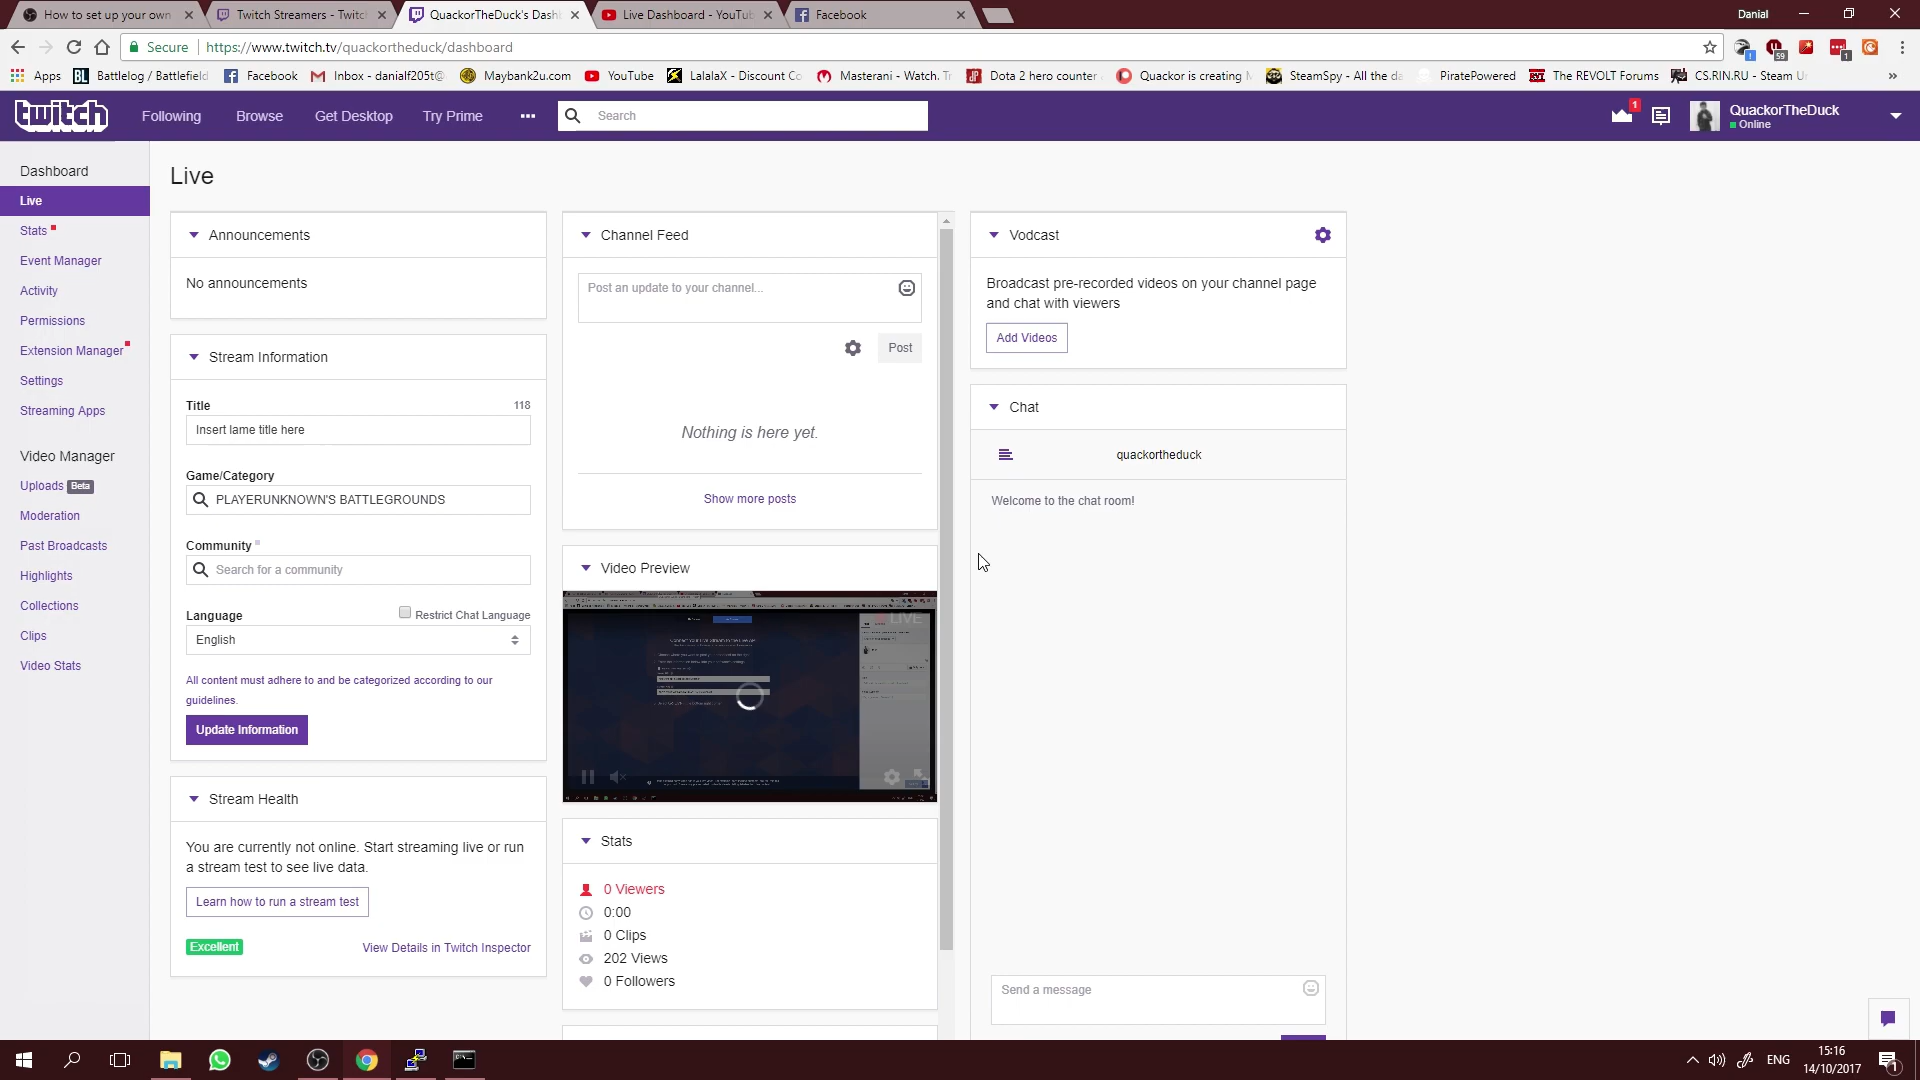 How to set up your own
Twitch Streamers - Twitc
QuackorTheDuck's Dash
Live Dashboard - YouTu
Facebook
Danial
Secure
https://www.twitch.tv/quackortheduck/dashboard
Apps
BL
Battlelog / Battlefield
Facebook
Inbox - danialf205t@
Maybank2u.com
YouTube
LalalaX - Discount Co
Masterani - Watch. Tr
Dota 2 hero counter
Quackor is creating
SteamSpy - All the da
PiratePowered
The REVOLT Forums
CS.RIN.RU - Steam Un
»
twitch
Following
Browse
Get Desktop
Try Prime
Search
1
QuackorTheDuck
Online
Dashboard
Live
Stats
Event Manager
Activity
Permissions
Extension Manager
Settings
Streaming Apps
Video Manager
Uploads Beta
Moderation
Past Broadcasts
Highlights
Collections
Clips
Video Stats
Live
Announcements
No announcements
Stream Information
Title
118
Insert lame title here
Game/Category
PLAYERUNKNOWN'S BATTLEGROUNDS
Community
Search for a community
Language
Restrict Chat Language
English
All content must adhere to and be categorized according to our
guidelines.
Update Information
Stream Health
You are currently not online. Start streaming live or run
a stream test to see live data.
Learn how to run a stream test
Excellent
View Details in Twitch Inspector
Channel Feed
Post an update to your channel...
Post
Nothing is here yet.
Show more posts
Video Preview
LIVE
Stats
0 Viewers
0:00
0 Clips
202 Views
0 Followers
Vodcast
Broadcast pre-recorded videos on your channel page
and chat with viewers
Add Videos
Chat
quackortheduck
Welcome to the chat room!
Send a message
ENG
15:16
14/10/2017
1